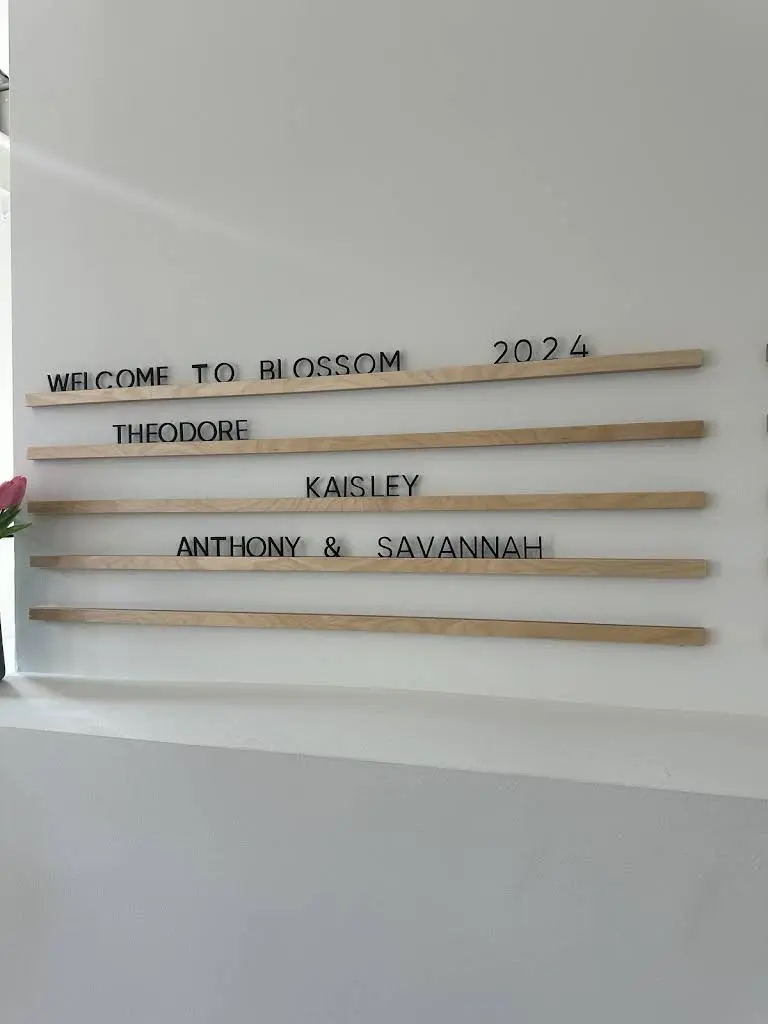 WELCOME TO BLOSSOM 2024
THEODORE
KAISLEY
ANTHONY & SAVANNAH